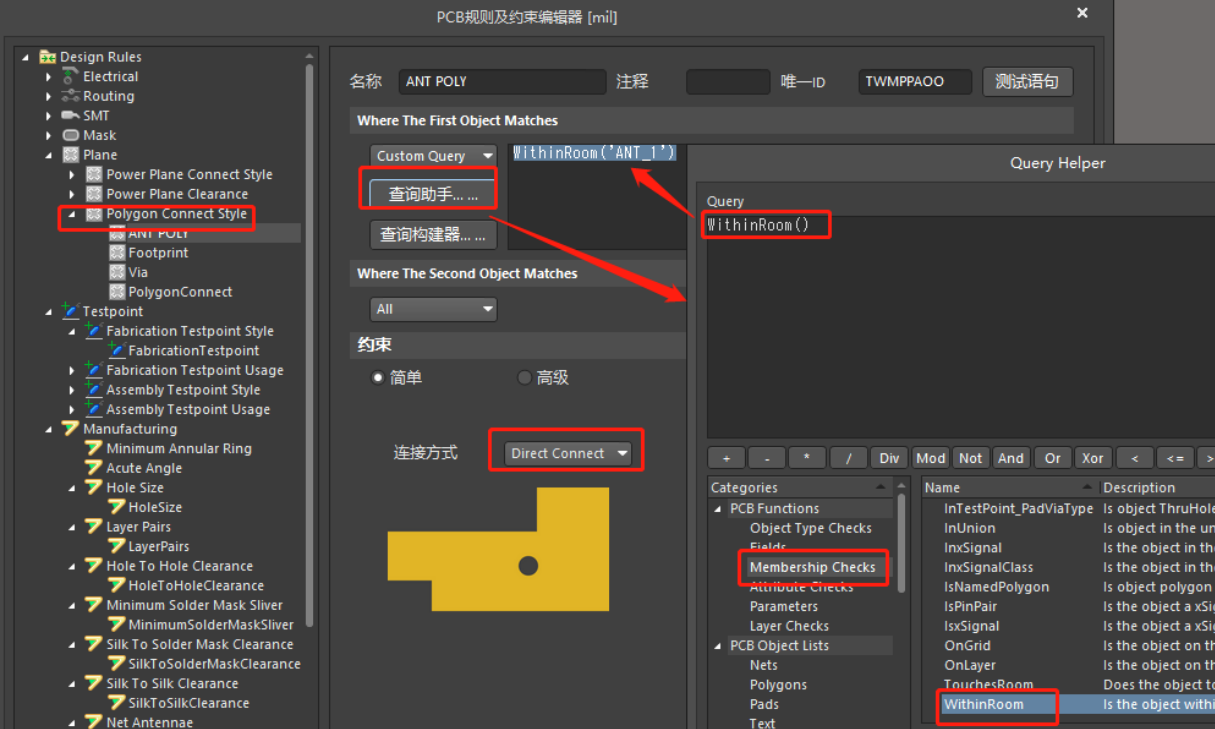 PCB规则及约束编辑器 [mil]
Design Rules
Electrical
Routing
SMT
Mask
Plane
Power Plane Connect Style
Power Plane Clearance
Polygon Connect Style
ANT POLY
Footprint
Via
PolygonConnect
Testpoint
Fabrication Testpoint Style
FabricationTestpoint
Fabrication Testpoint Usage
Assembly Testpoint Style
Assembly Testpoint Usage
Manufacturing
Minimum Annular Ring
Acute Angle
Hole Size
HoleSize
Layer Pairs
LayerPairs
Hole To Hole Clearance
HoleToHoleClearance
Minimum Solder Mask Sliver
MinimumSolderMaskSliver
Silk To Solder Mask Clearance
SilkToSolderMaskClearance
Silk To Silk Clearance
SilkToSilkClearance
Net Antennae
名称 ANT POLY 注释 唯一ID TWMPPAOO 测试语句
Where The First Object Matches
Custom Query
WithinRoom('ANT_1')
查询助手... ...
查询构建器... ...
Where The Second Object Matches
All
约束
简单 高级
连接方式 Direct Connect
Query Helper
Query
WithinRoom()
+ - * / Div Mod Not And Or Xor < <= >
Categories
PCB Functions
Object Type Checks
Fields
Membership Checks
Attribute Checks
Parameters
Layer Checks
PCB Object Lists
Nets
Polygons
Pads
Text
Name Description
InTestPoint_PadViaType Is object ThruHole
InUnion Is object in the un
InxSignal Is the object in the
InxSignalClass Is the object in the
IsNamedPolygon Is object polygon
IsPinPair Is the object a xSig
IsxSignal Is the object a xSig
OnGrid Is the object on th
OnLayer Is the object on th
TouchesRoom Does the object to
WithinRoom Is the object withi